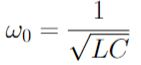 ω₀ = 1/√(LC)